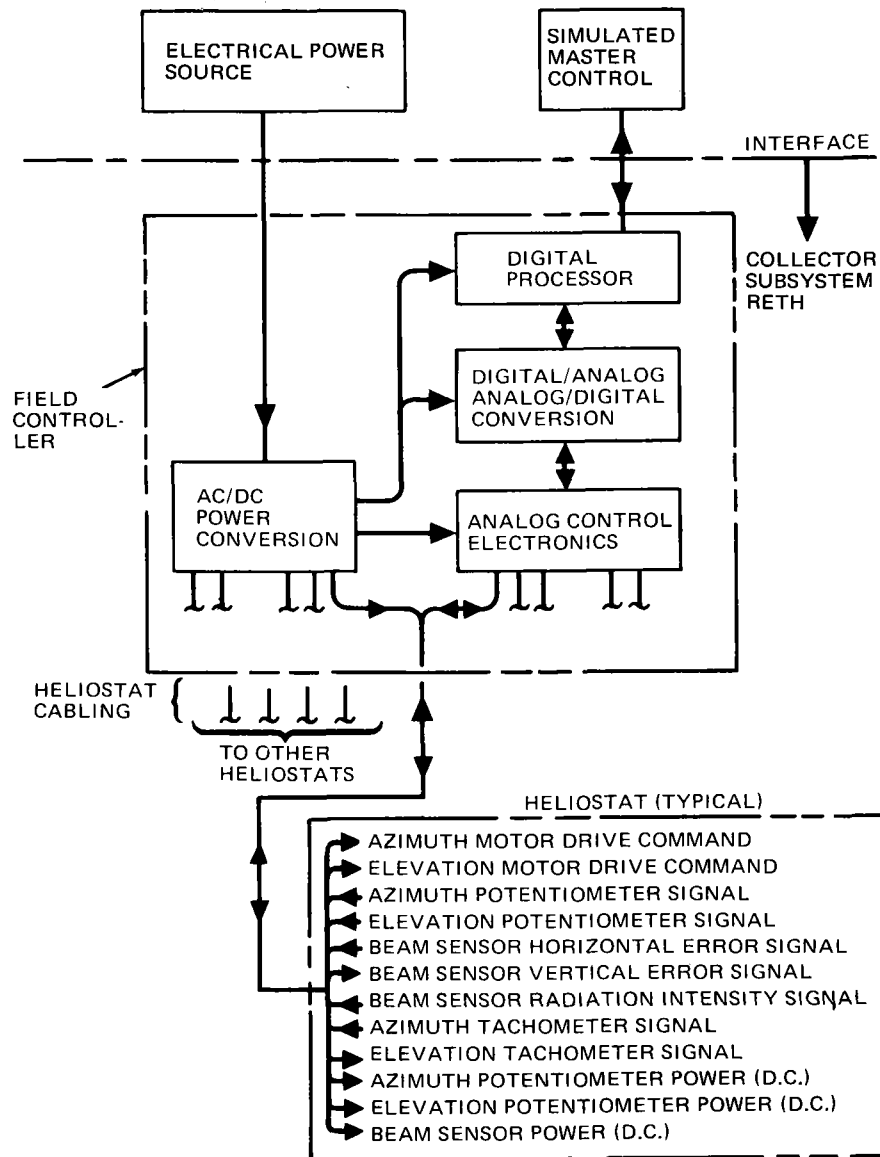 ELECTRICAL POWER
SOURCE
SIMULATED
MASTER
CONTROL
INTERFACE
COLLECTOR
SUBSYSTEM
RETH
DIGITAL
PROCESSOR
DIGITAL/ANALOG
ANALOG/DIGITAL
CONVERSION
FIELD
CONTROL-
LER
AC/DC
POWER
CONVERSION
ANALOG CONTROL
ELECTRONICS
HELIOSTAT
CABLING
TO OTHER
HELIOSTATS
HELIOSTAT (TYPICAL)
AZIMUTH MOTOR DRIVE COMMAND
ELEVATION MOTOR DRIVE COMMAND
AZIMUTH POTENTIOMETER SIGNAL
ELEVATION POTENTIOMETER SIGNAL
BEAM SENSOR HORIZONTAL ERROR SIGNAL
BEAM SENSOR VERTICAL ERROR SIGNAL
BEAM SENSOR RADIATION INTENSITY SIGNAL
AZIMUTH TACHOMETER SIGNAL
ELEVATION TACHOMETER SIGNAL
AZIMUTH POTENTIOMETER POWER (D.C.)
ELEVATION POTENTIOMETER POWER (D.C.)
BEAM SENSOR POWER (D.C.)